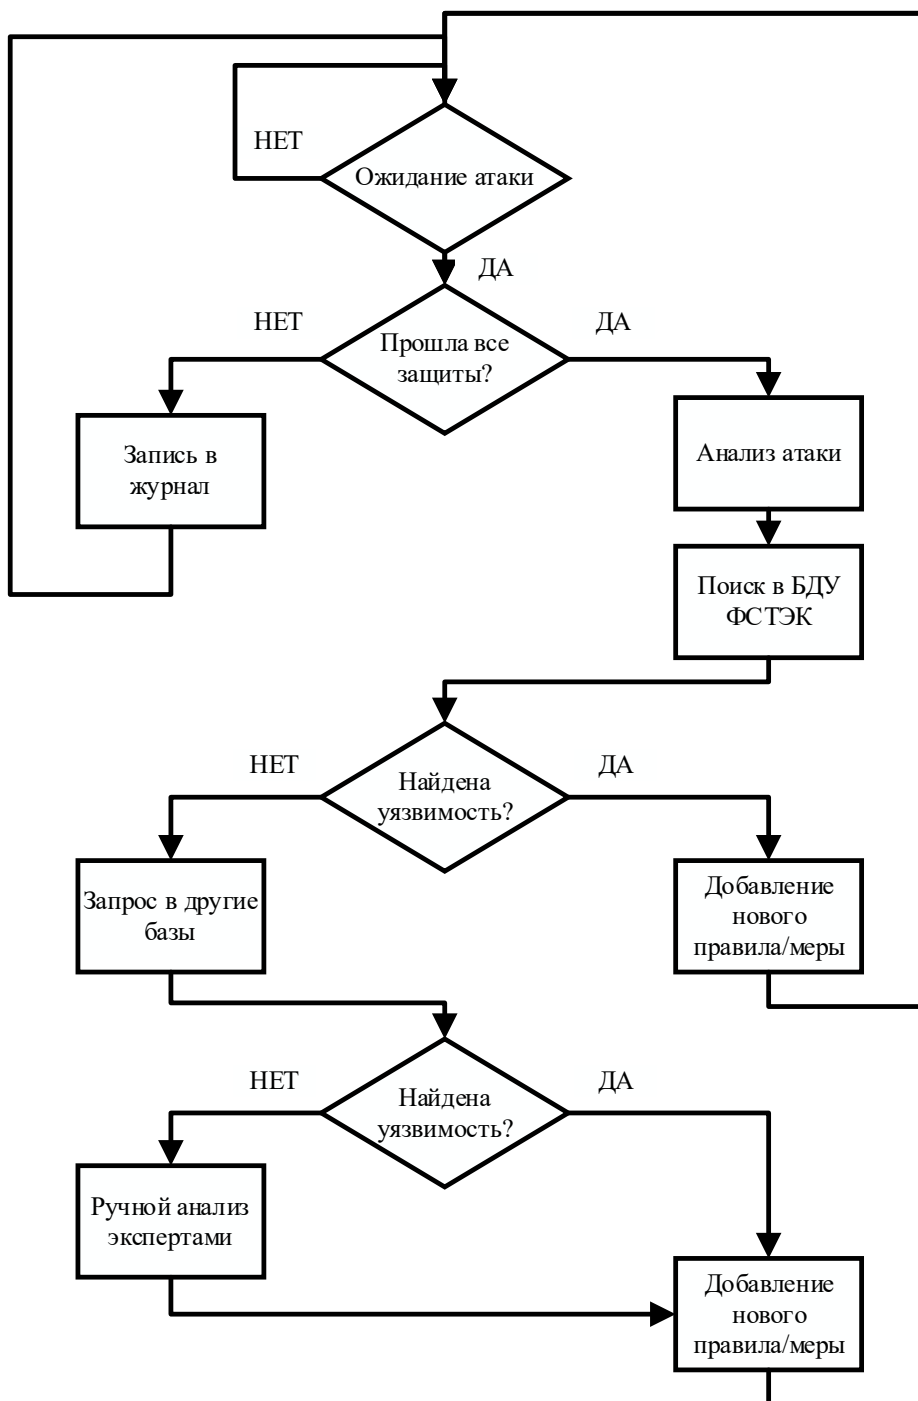 НЕТ
Ожидание атаки
ДА
НЕТ
ДА
Прошла все
защиты?
Запись в
журнал
Анализ атаки
Поиск в БДУ
ФСТЭК
НЕТ
ДА
Найдена
уязвимость?
Запрос в другие
базы
Добавление
нового
правила/меры
НЕТ
ДА
Найдена
уязвимость?
Ручной анализ
экспертами
Добавление
нового
правила/меры